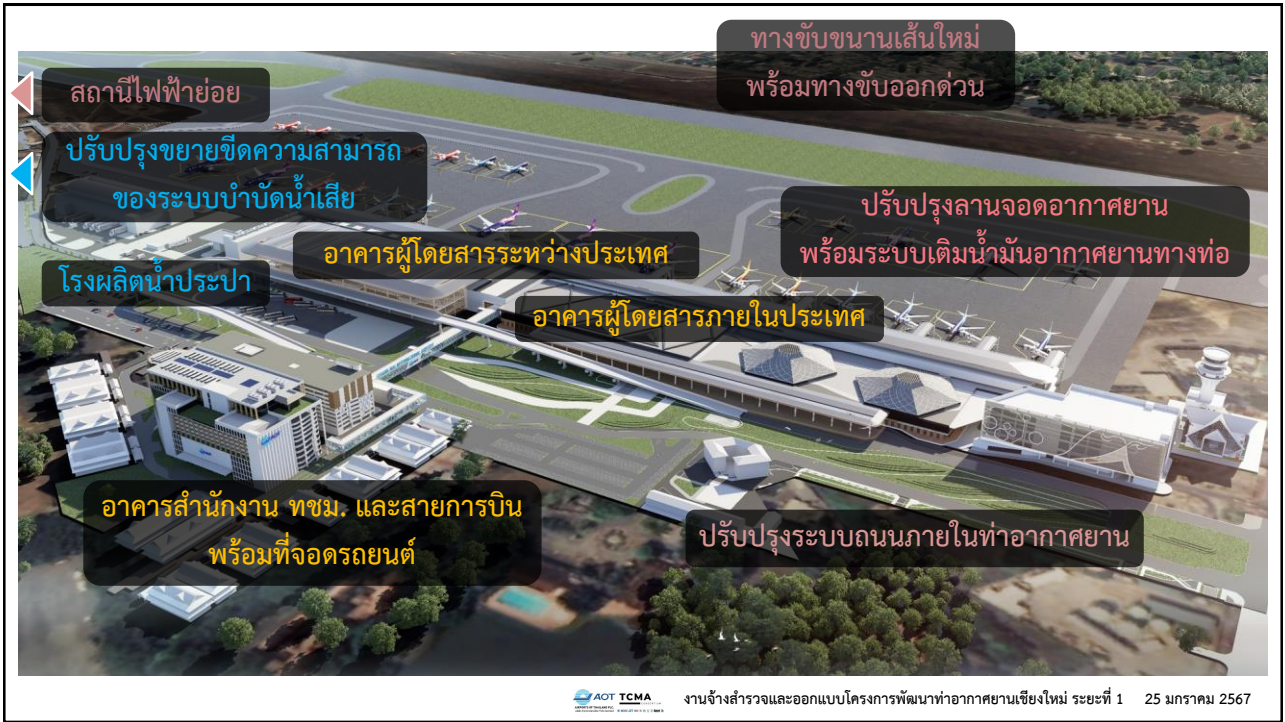 ทางขับขนานเส้นใหม่
พร้อมทางขับออกด่วน
สถานีไฟฟ้าย่อย
ปรับปรุงขยายขีดความสามารถ
ของระบบบำบัดน้ำเสีย
ปรับปรุงลานจอดอากาศยาน
พร้อมระบบเติมน้ำมันอากาศยานทางท่อ
อาคารผู้โดยสารระหว่างประเทศ
โรงผลิตน้ำประปา
อาคารผู้โดยสารภายในประเทศ
อาคารสำนักงาน ทชม. และสายการบิน
พร้อมที่จอดรถยนต์
ปรับปรุงระบบถนนภายในท่าอากาศยาน
AOT TCMA งานจ้างสำรวจและออกแบบโครงการพัฒนาท่าอากาศยานเชียงใหม่ ระยะที่ 1 25 มกราคม 2567